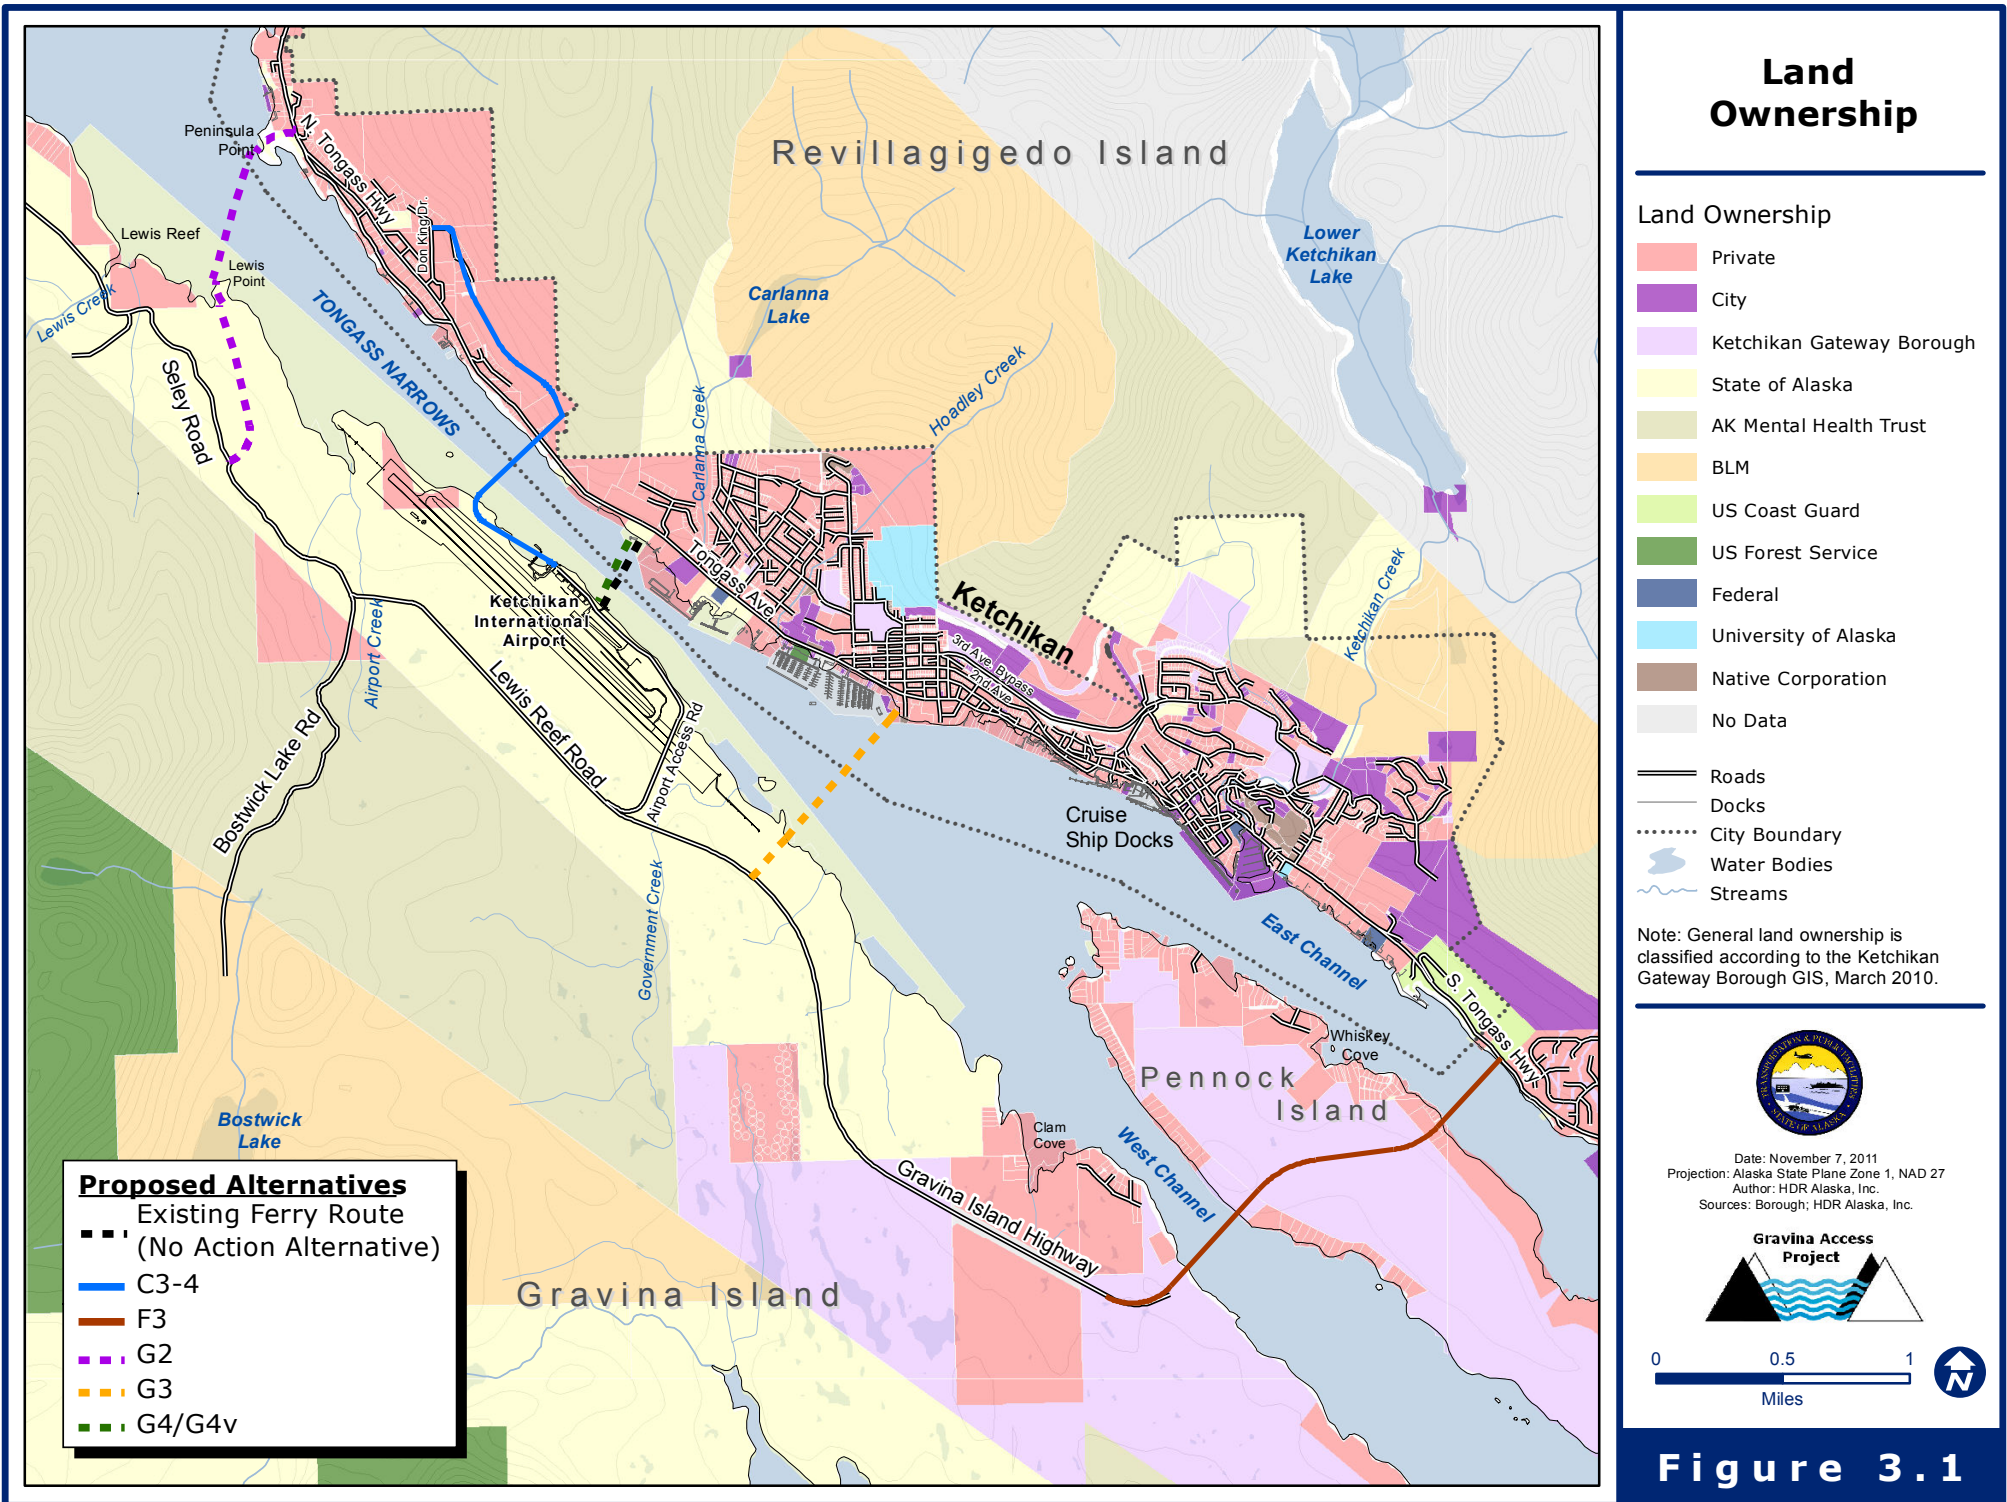 Land
Ownership
Land Ownership
Private
City
Ketchikan Gateway Borough
State of Alaska
AK Mental Health Trust
BLM
US Coast Guard
US Forest Service
Federal
University of Alaska
Native Corporation
No Data
Roads
Docks
City Boundary
Water Bodies
Streams
Note: General land ownership is
classified according to the Ketchikan
Gateway Borough GIS, March 2010.
TRANSPORTATION & PUBLIC FACILITIES
STATE OF ALASKA
Date: November 7, 2011
Projection: Alaska State Plane Zone 1, NAD 27
Author: HDR Alaska, Inc.
Sources: Borough; HDR Alaska, Inc.
Gravina Access
Project
0 0.5 1
Miles
N
Figure 3.1
Revillagigedo Island
Peninsula
Point
N. Tongass Hwy
Don King Dr.
Lewis Reef
Lewis
Point
Lewis Creek
TONGASS NARROWS
Seley Road
Carlanna
Lake
Lower
Ketchikan
Lake
Hoadley Creek
Carlanna Creek
Ketchikan Creek
Tongass Ave
Ketchikan
3rd Ave. Bypass
2nd Ave
Ketchikan
International
Airport
Airport Creek
Lewis Reef Road
Airport Access Rd
Bostwick Lake Rd
Government Creek
Cruise
Ship Docks
East Channel
S. Tongass Hwy
Whiskey
Cove
Pennock
Island
West Channel
Clam
Cove
Gravina Island Highway
Bostwick
Lake
Gravina Island
Proposed Alternatives
Existing Ferry Route
(No Action Alternative)
C3-4
F3
G2
G3
G4/G4v